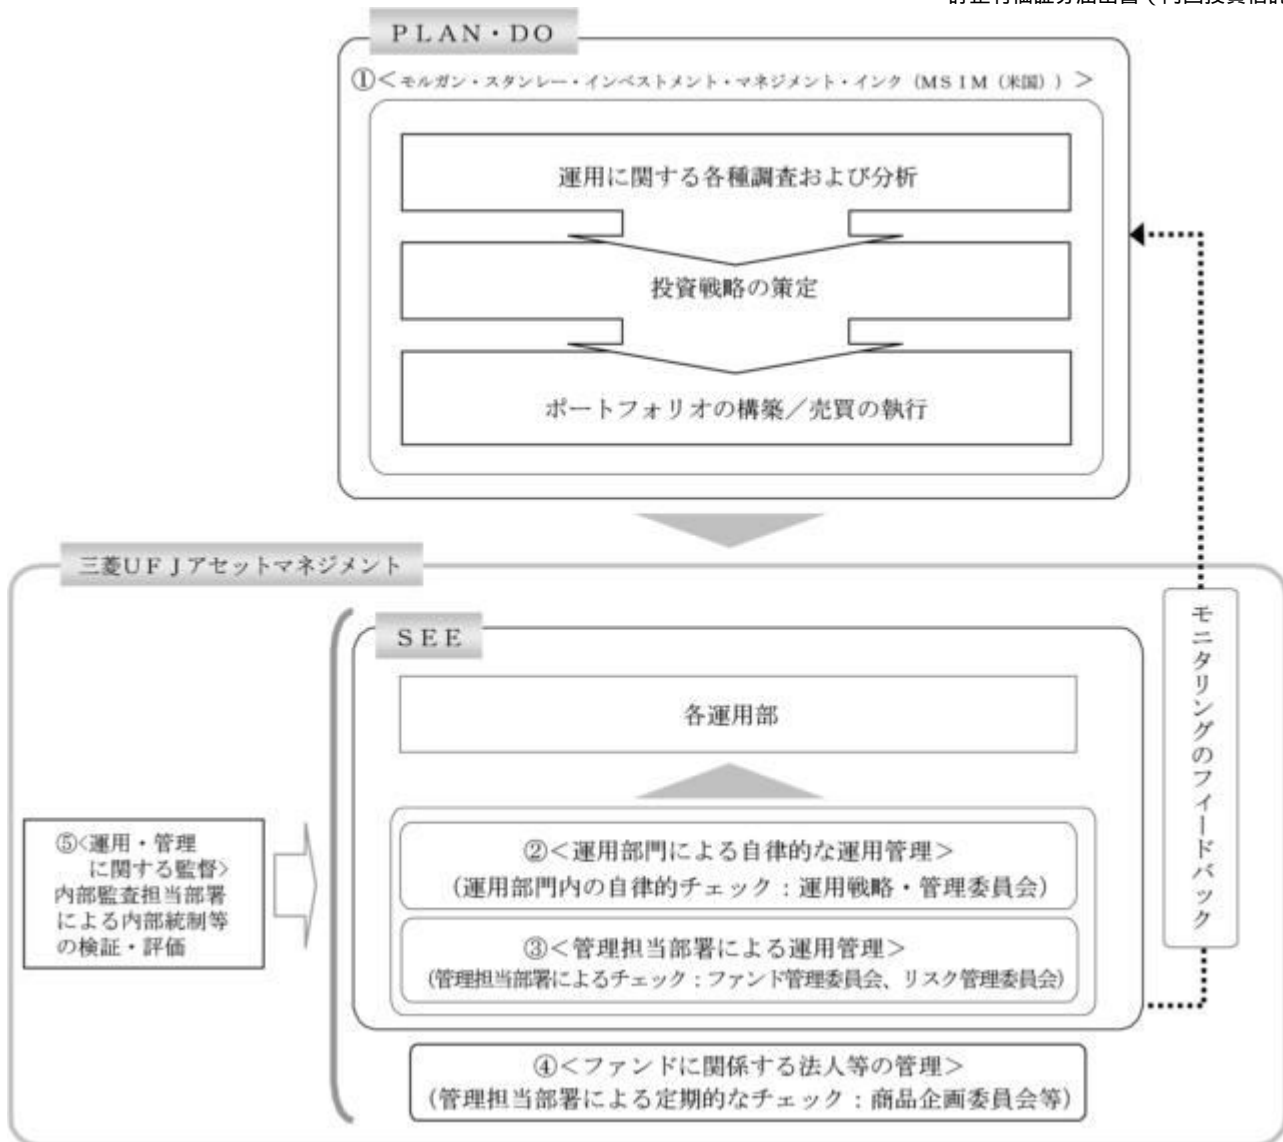 PLAN・DO
①＜モルガン・スタンレー・インベストメント・マネジメント・インク（MSIM（米国））＞
運用に関する各種調査および分析
投資戦略の策定
ポートフォリオの構築／売買の執行
三菱UFJアセットマネジメント
SEE
各運用部
②＜運用部門による自律的な運用管理＞
(運用部門内の自律的チェック：運用戦略・管理委員会)
③＜管理担当部署による運用管理＞
(管理担当部署によるチェック：ファンド管理委員会、リスク管理委員会)
④＜ファンドに関係する法人等の管理＞
(管理担当部署による定期的なチェック：商品企画委員会等)
⑤<運用・管理
に関する監督>
内部監査担当部署
による内部統制等
の検証・評価
モニタリングのフィードバック